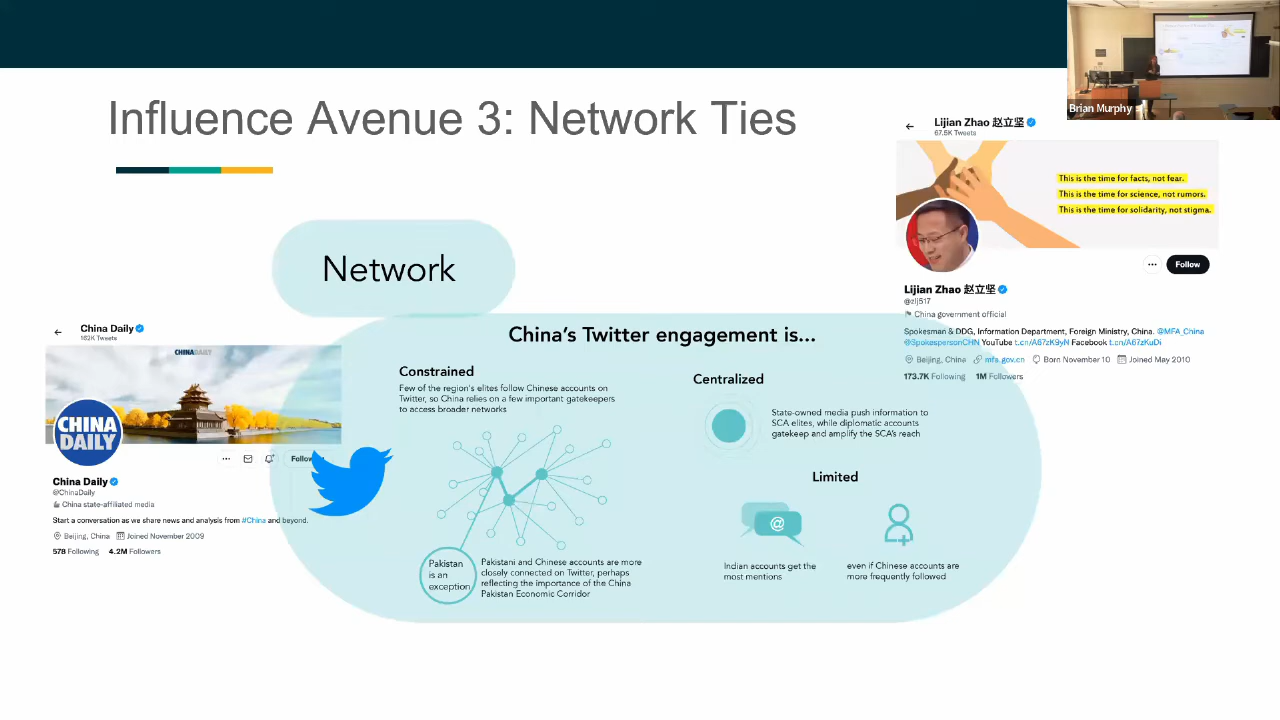 Influence Avenue 3: Network Ties
Brian Murphy
Lijian Zhao 赵立坚
67.5K Tweets
This is the time for facts, not fear.
This is the time for science, not rumors.
This is the time for solidarity, not stigma.
Follow
Lijian Zhao 赵立坚
@zlj517
China government official
Spokesman & DDG, Information Department, Foreign Ministry, China. @MFA_China
@SpokespersonCHN YouTube t.cn/A67zK9yN Facebook t.cn/A67zKuDi
Beijing, China mfa.gov.cn Born November 10 Joined May 2010
173.7K Following 1M Followers
Network
China Daily
162K Tweets
CHINADAILY
CHINA
DAILY
Follow
China Daily
@ChinaDaily
China state-affiliated media
Start a conversation as we share news and analysis from #China and beyond.
Beijing, China Joined November 2009
578 Following 4.2M Followers
China's Twitter engagement is...
Constrained
Few of the region's elites follow Chinese accounts on
Twitter, so China relies on a few important gatekeepers
to access broader networks
Pakistan
is an
exception
Pakistani and Chinese accounts are more
closely connected on Twitter, perhaps
reflecting the importance of the China
Pakistan Economic Corridor
Centralized
State-owned media push information to
SCA elites, while diplomatic accounts
gatekeep and amplify the SCA's reach
Limited
@
Indian accounts get the
most mentions
even if Chinese accounts are
more frequently followed